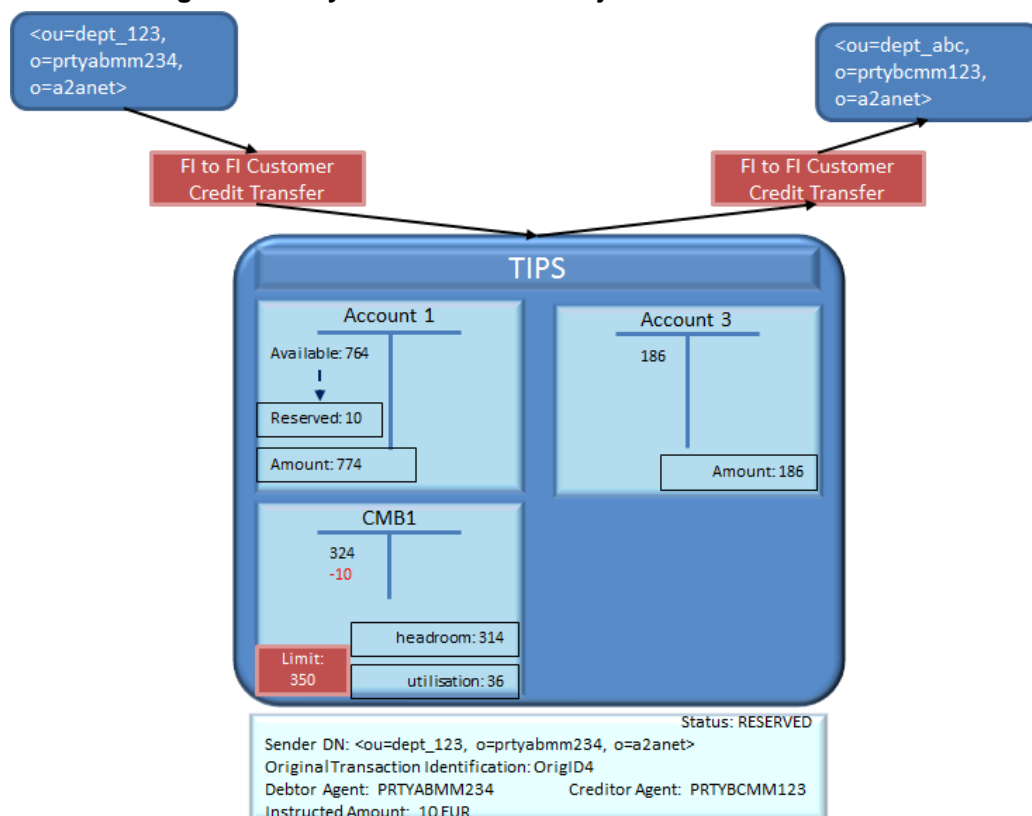 <ou=dept_123,
o=prtyabmm234,
o=a2anet>
<ou=dept_abc,
o=prtybcmm123,
o=a2anet>
FI to FI Customer
Credit Transfer
FI to FI Customer
Credit Transfer
TIPS
Account 1
Available: 764
Reserved: 10
Amount: 774
Account 3
186
Amount: 186
CMB1
324
-10
headroom: 314
Limit:
350
utilisation: 36
Status: RESERVED
Sender DN: <ou=dept_123, o=prtyabmm234, o=a2anet>
Original Transaction Identification: OrigID4
Debtor Agent: PRTYABMM234 Creditor Agent: PRTYBCMM123
Instructed Amount: 10 EUR